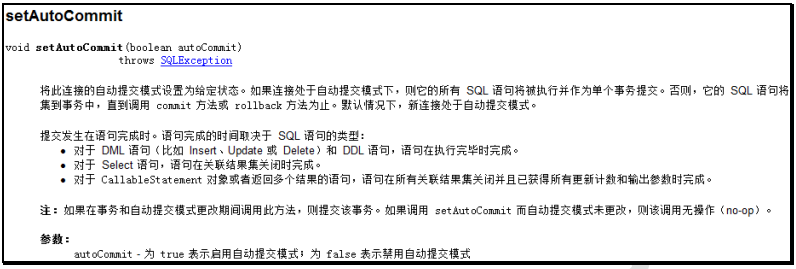 setAutoCommit
void setAutoCommit(boolean autoCommit)
throws SQLException
将此连接的自动提交模式设置为给定状态。如果连接处于自动提交模式下，则它的所有 SQL 语句将被执行并作为单个事务提交。否则，它的 SQL 语句将
集到事务中，直到调用 commit 方法或 rollback 方法为止。默认情况下，新连接处于自动提交模式。
提交发生在语句完成时。语句完成的时间取决于 SQL 语句的类型：
• 对于 DML 语句（比如 Insert、Update 或 Delete）和 DDL 语句，语句在执行完毕时完成。
• 对于 Select 语句，语句在关联结果集关闭时完成。
• 对于 CallableStatement 对象或者返回多个结果的语句，语句在所有关联结果集关闭并且已获得所有更新计数和输出参数时完成。
注：如果在事务和自动提交模式更改期间调用此方法，则提交该事务。如果调用 setAutoCommit 而自动提交模式未更改，则该调用无操作（no-op）。
参数：
autoCommit - 为 true 表示启用自动提交模式；为 false 表示禁用自动提交模式